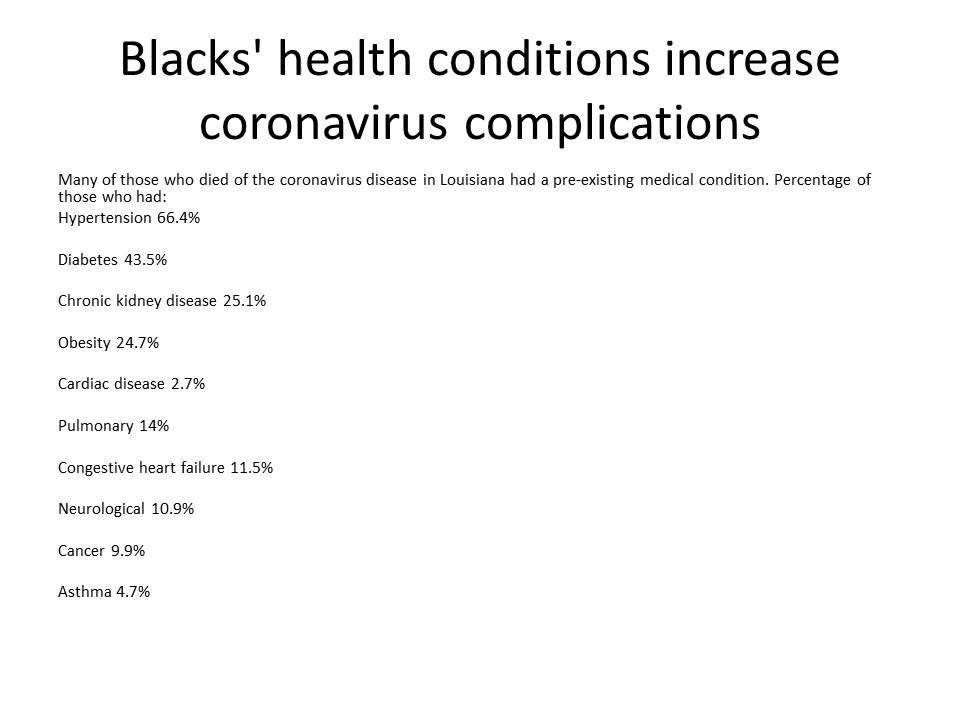 Blacks' health conditions increase
coronavirus complications
Many of those who died of the coronavirus disease in Louisiana had a pre-existing medical condition. Percentage of
those who had:
Hypertension 66.4%
Diabetes 43.5%
Chronic kidney disease 25.1%
Obesity 24.7%
Cardiac disease 2.7%
Pulmonary 14%
Congestive heart failure 11.5%
Neurological 10.9%
Cancer 9.9%
Asthma 4.7%